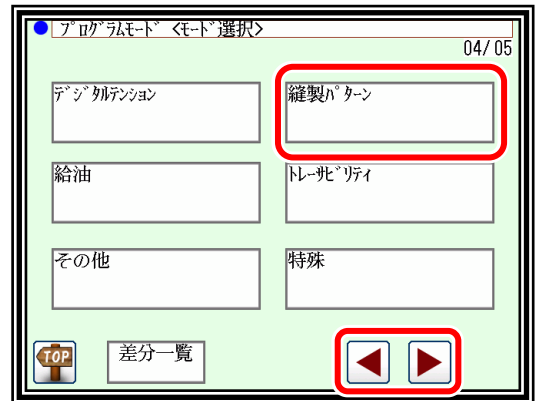 プログラムモード <モード選択>
04/05
デジタルテンション
縫製パターン
給油
トレーサビリティ
その他
特殊
TOP
差分一覧